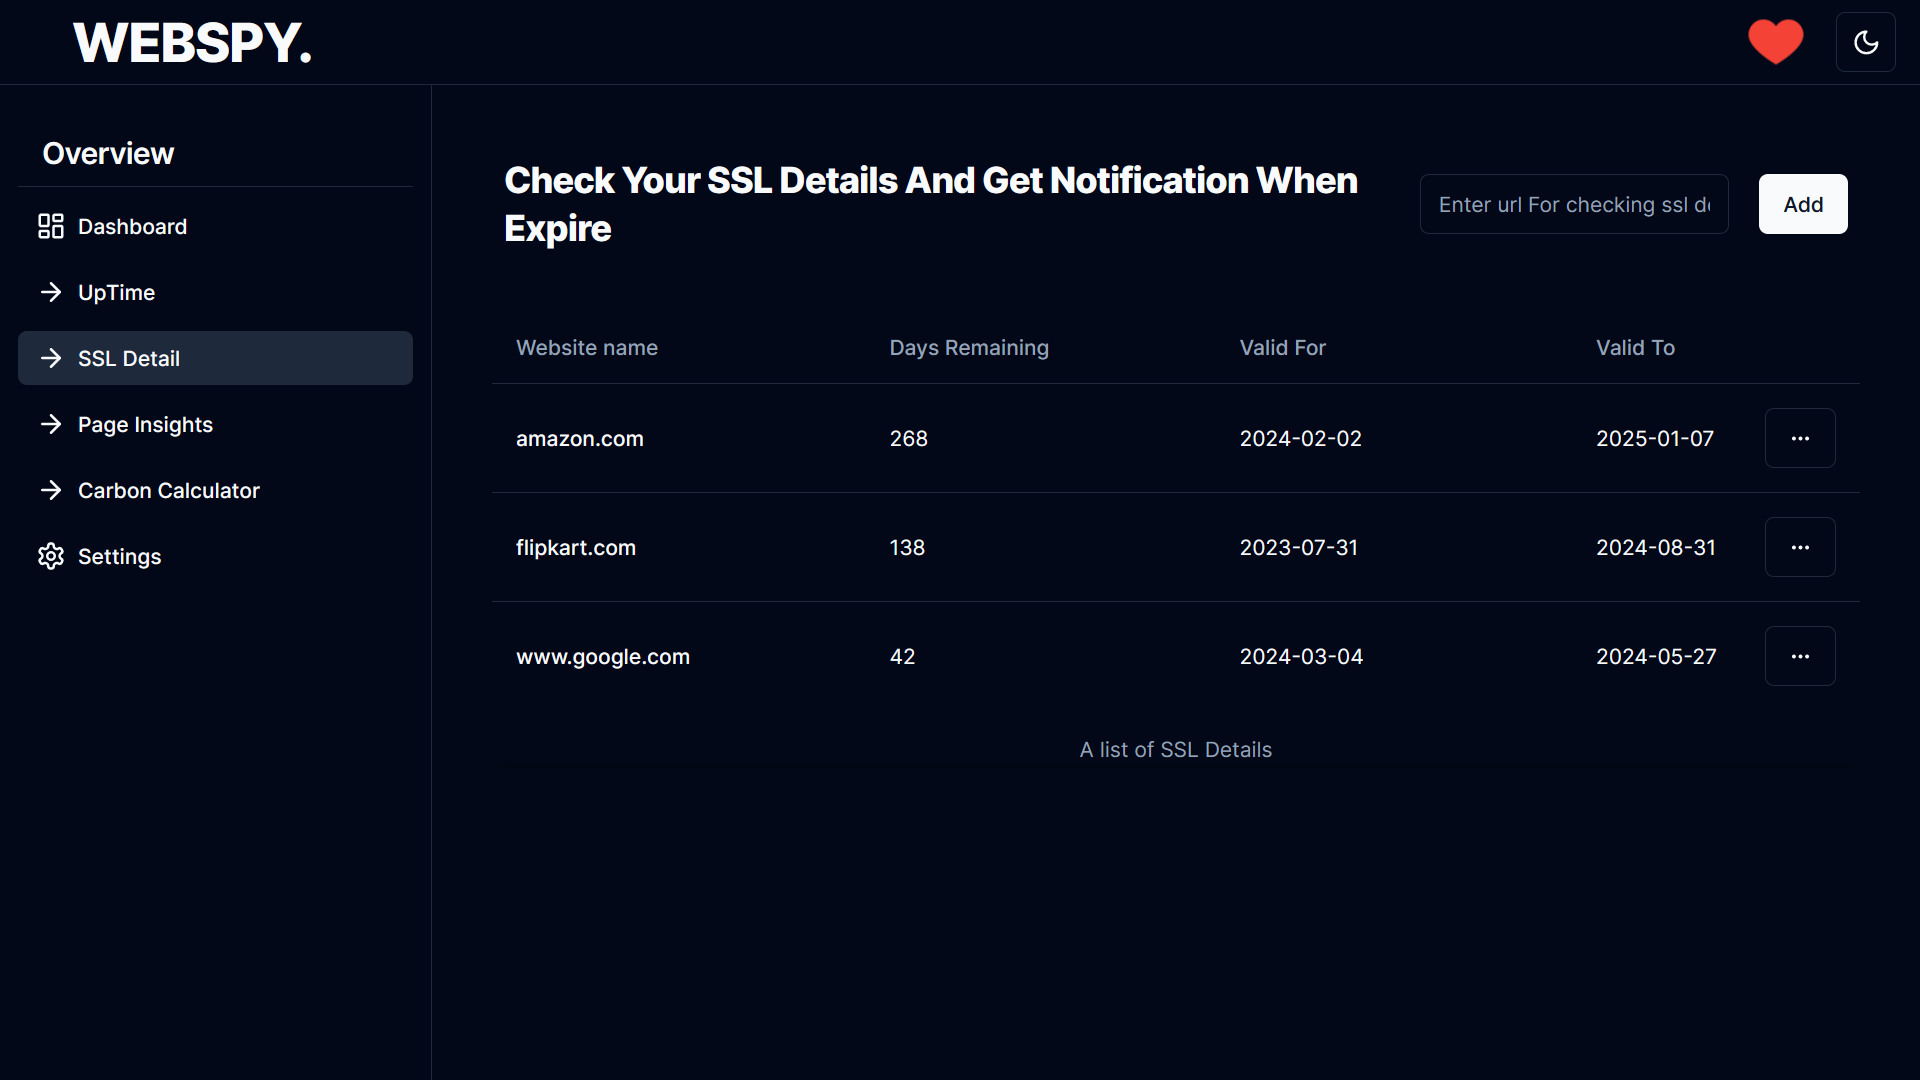 WEBSPY.
Overview
Dashboard
UpTime
SSL Detail
Page Insights
Carbon Calculator
Settings
Check Your SSL Details And Get Notification When
Expire
Enter url For checking ssl
Add
Website name Days Remaining Valid For Valid To
amazon.com 268 2024-02-02 2025-01-07
flipkart.com 138 2023-07-31 2024-08-31
www.google.com 42 2024-03-04 2024-05-27
A list of SSL Details